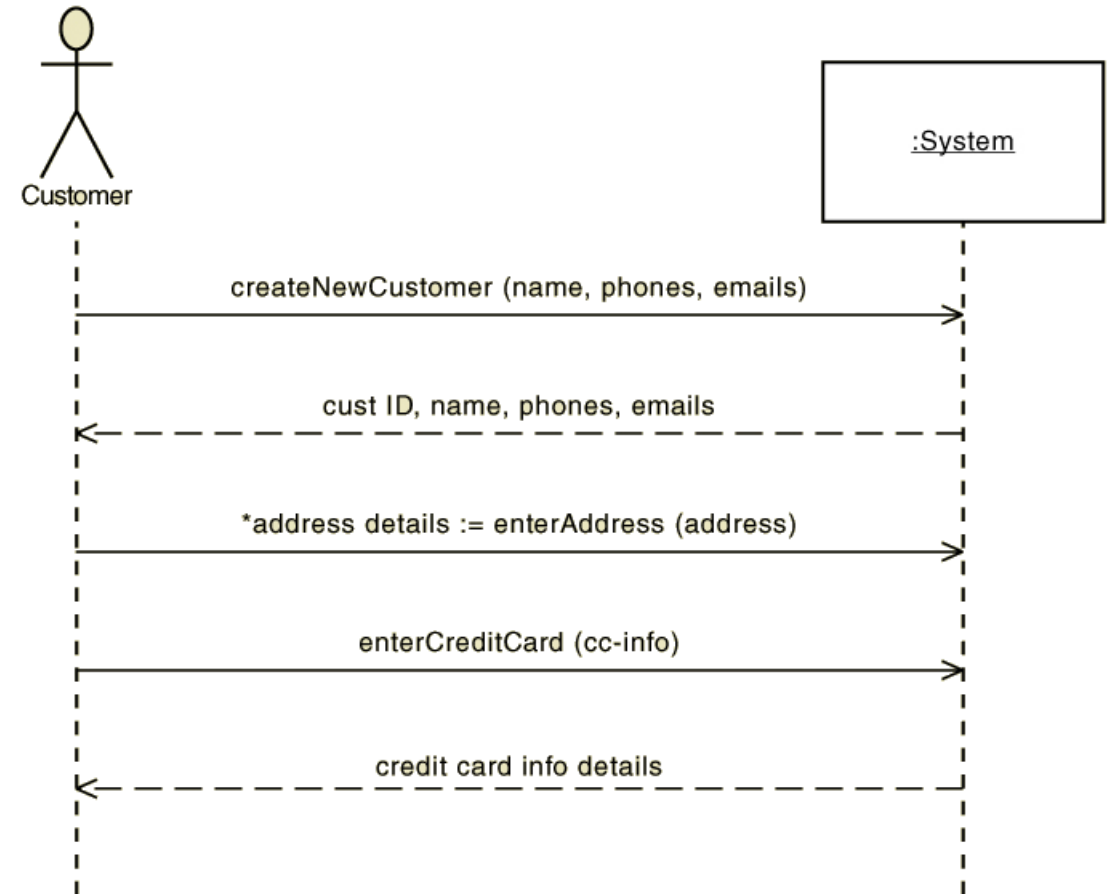 :System
Customer
createNewCustomer (name, phones, emails)
cust ID, name, phones, emails
*address details := enterAddress (address)
enterCreditCard (cc-info)
credit card info details